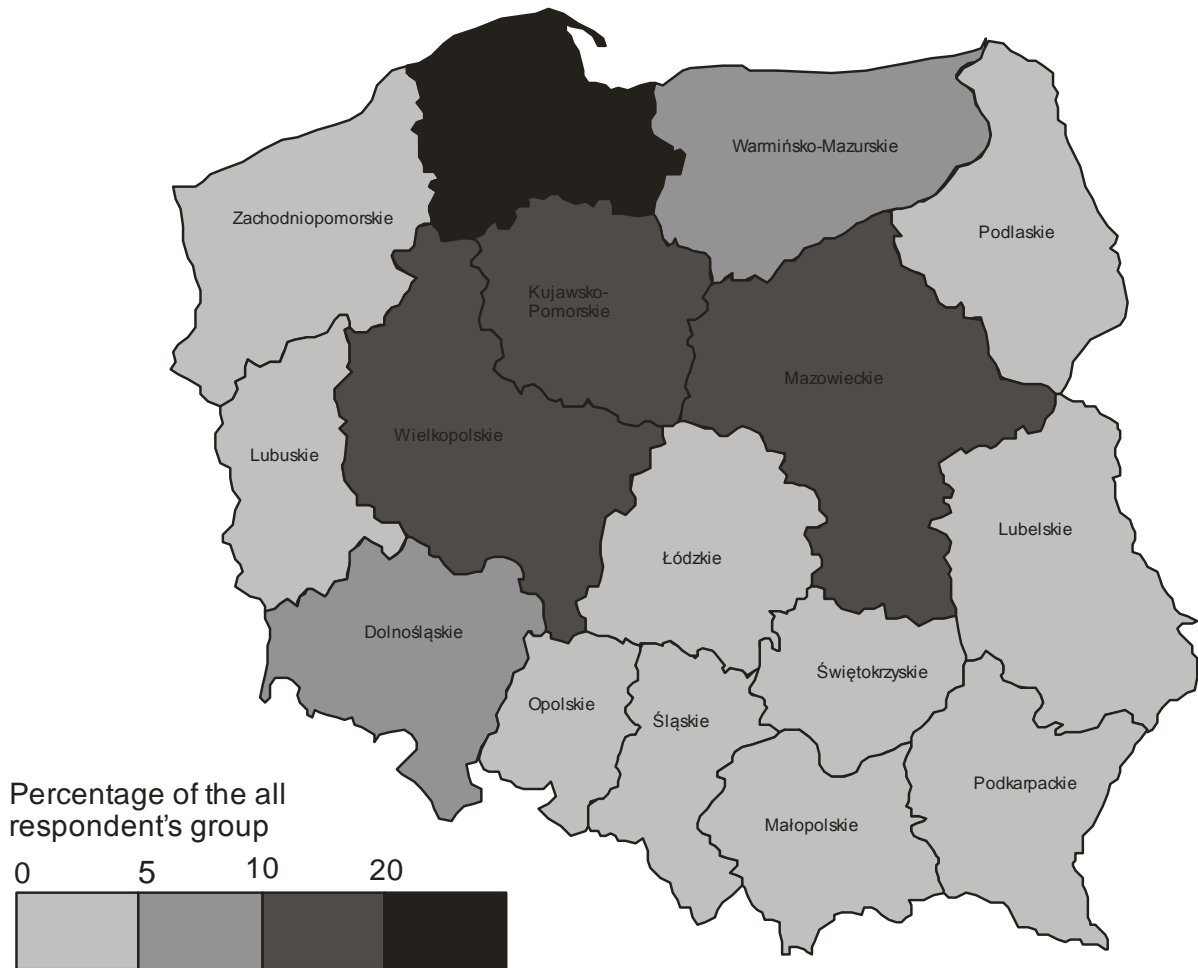 Warmińsko-Mazurskie
Zachodniopomorskie
Podlaskie
Kujawsko-
Pomorskie
Mazowieckie
Wielkopolskie
Lubuskie
Lubelskie
Łódzkie
Dolnośląskie
Świętokrzyskie
Opolskie
Śląskie
Podkarpackie
Małopolskie
Percentage of the all
respondent's group
0 5 10 20